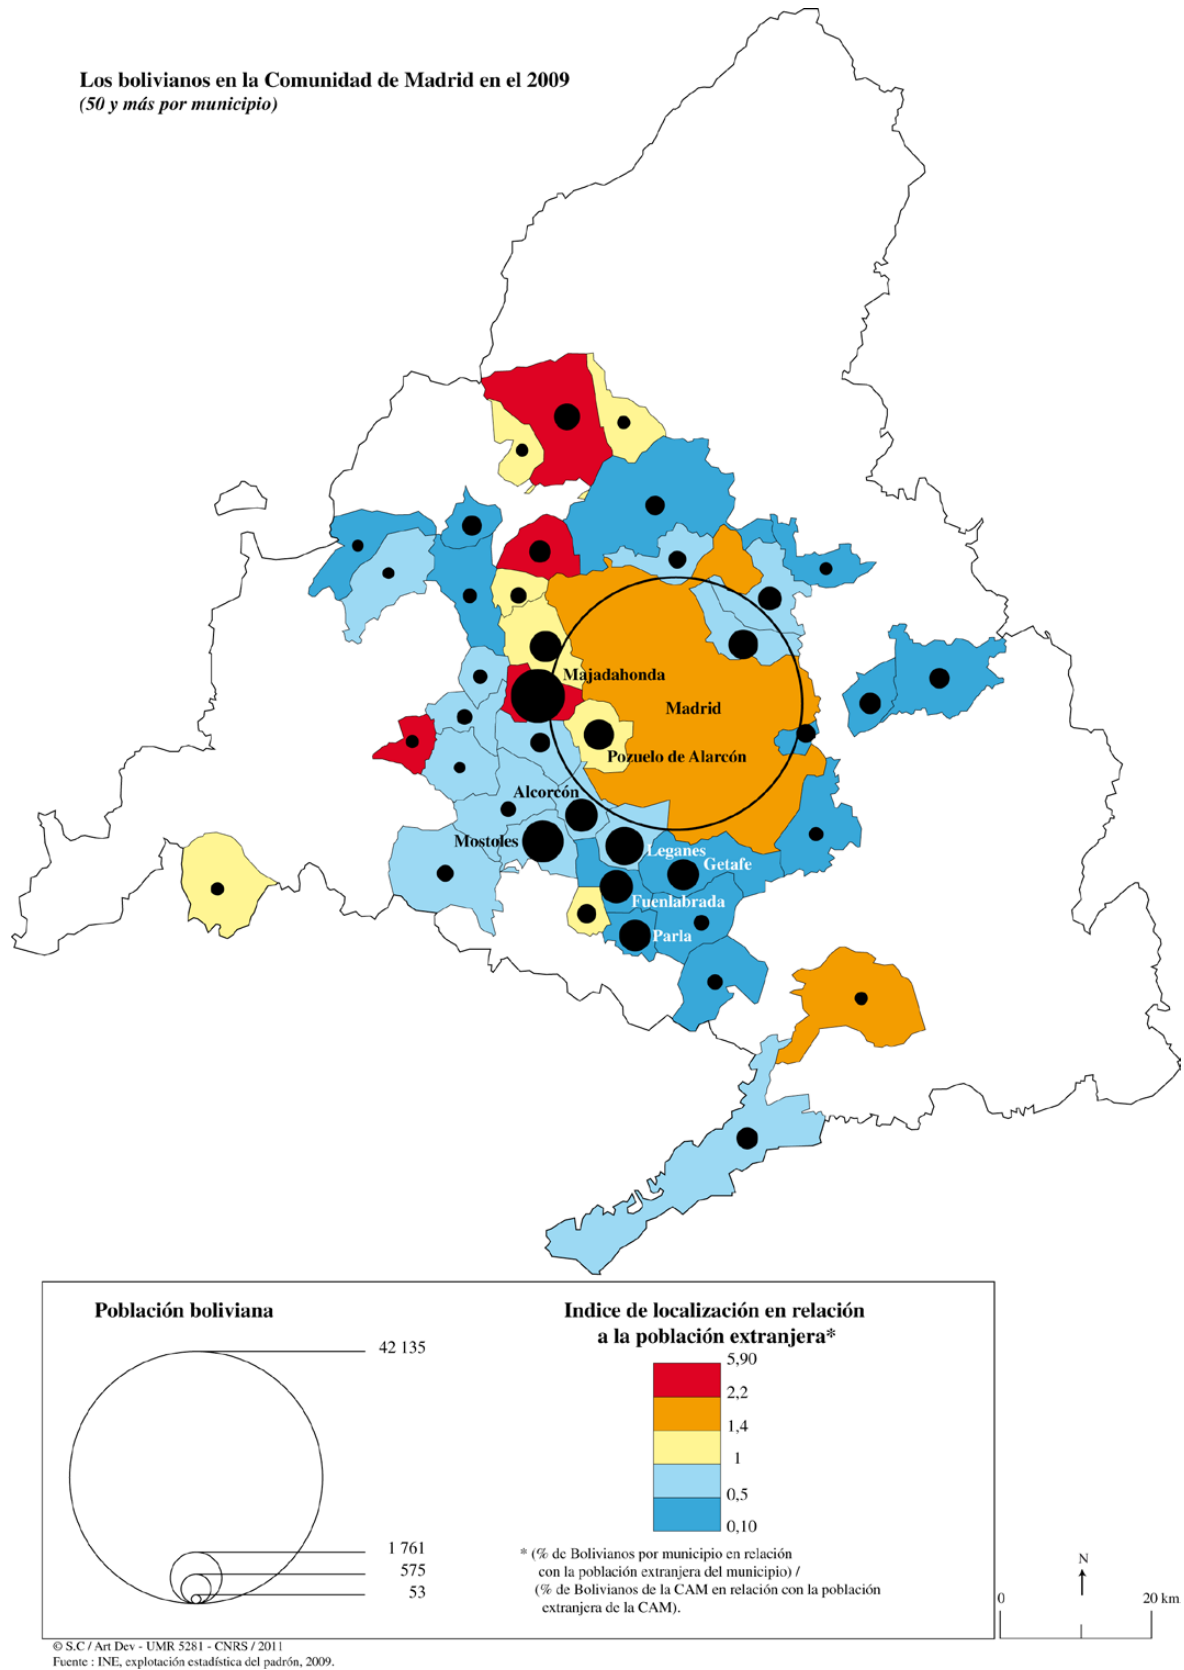 Los bolivianos en la Comunidad de Madrid en el 2009
(50 y más por municipio)
Majadahonda
Madrid
Pozuelo de Alarcón
Alcorcón
Mostoles
Leganes
Getafe
Fuenlabrada
Parla
Población boliviana
42 135
1 761
575
53
Indice de localización en relación
a la población extranjera*
5,90
2,2
1,4
1
0,5
0,10
* (% de Bolivianos por municipio en relación
con la población extranjera del municipio) /
(% de Bolivianos de la CAM en relación con la población
extranjera de la CAM).
N
0 20 km
© S.C / Art Dev - UMR 5281 - CNRS / 2011
Fuente : INE, explotación estadística del padrón, 2009.